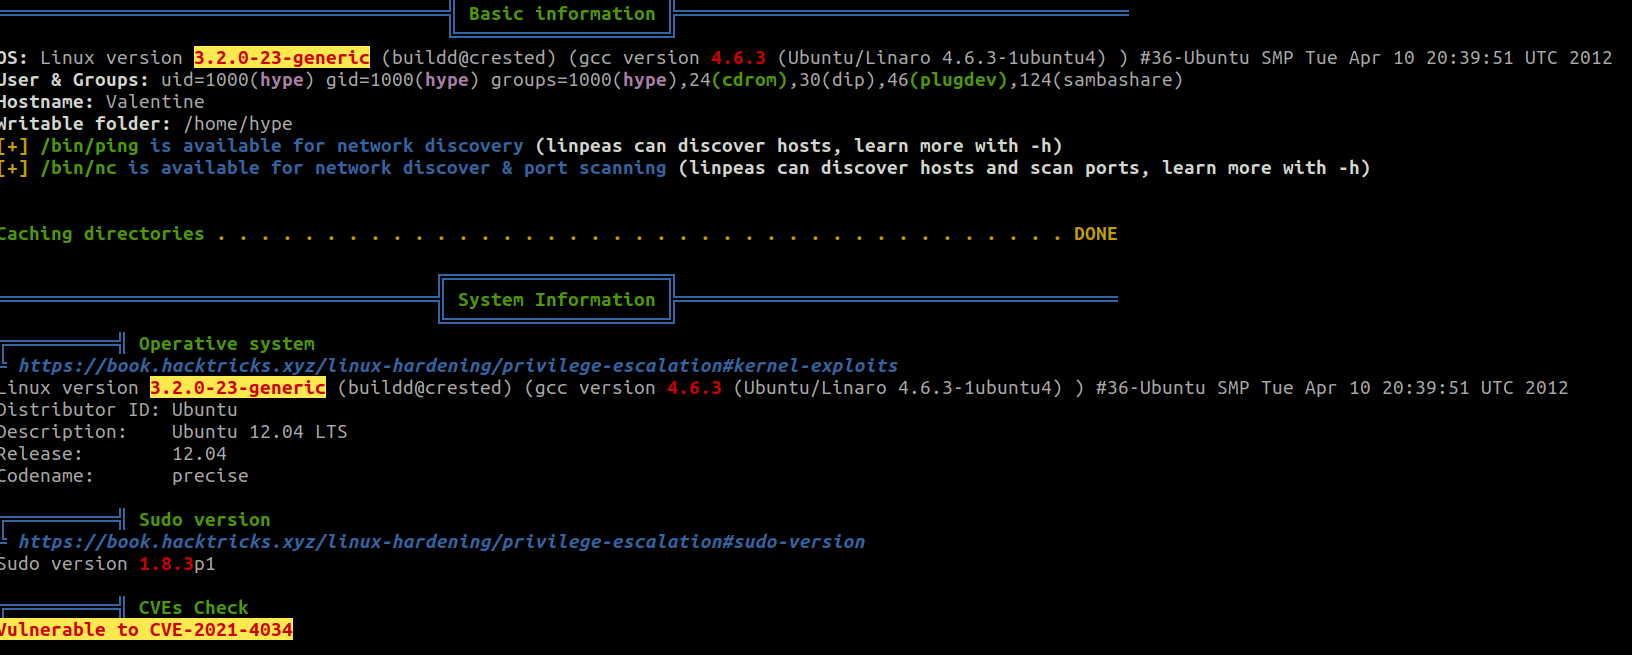 Basic information
OS: Linux version 3.2.0-23-generic (buildd@crested) (gcc version 4.6.3 (Ubuntu/Linaro 4.6.3-1ubuntu4) ) #36-Ubuntu SMP Tue Apr 10 20:39:51 UTC 2012
User & Groups: uid=1000(hype) gid=1000(hype) groups=1000(hype),24(cdrom),30(dip),46(plugdev),124(sambashare)
Hostname: Valentine
Writable folder: /home/hype
[+] /bin/ping is available for network discovery (linpeas can discover hosts, learn more with -h)
[+] /bin/nc is available for network discover & port scanning (linpeas can discover hosts and scan ports, learn more with -h)
Caching directories . . . . . . . . . . . . . . . . . . . . . . . . . . . . . . . . . . . . . . . DONE
System Information
Operative system
https://book.hacktricks.xyz/linux-hardening/privilege-escalation#kernel-exploits
Linux version 3.2.0-23-generic (buildd@crested) (gcc version 4.6.3 (Ubuntu/Linaro 4.6.3-1ubuntu4) ) #36-Ubuntu SMP Tue Apr 10 20:39:51 UTC 2012
Distributor ID: Ubuntu
Description: Ubuntu 12.04 LTS
Release: 12.04
Codename: precise
Sudo version
https://book.hacktricks.xyz/linux-hardening/privilege-escalation#sudo-version
Sudo version 1.8.3p1
CVEs Check
Vulnerable to CVE-2021-4034